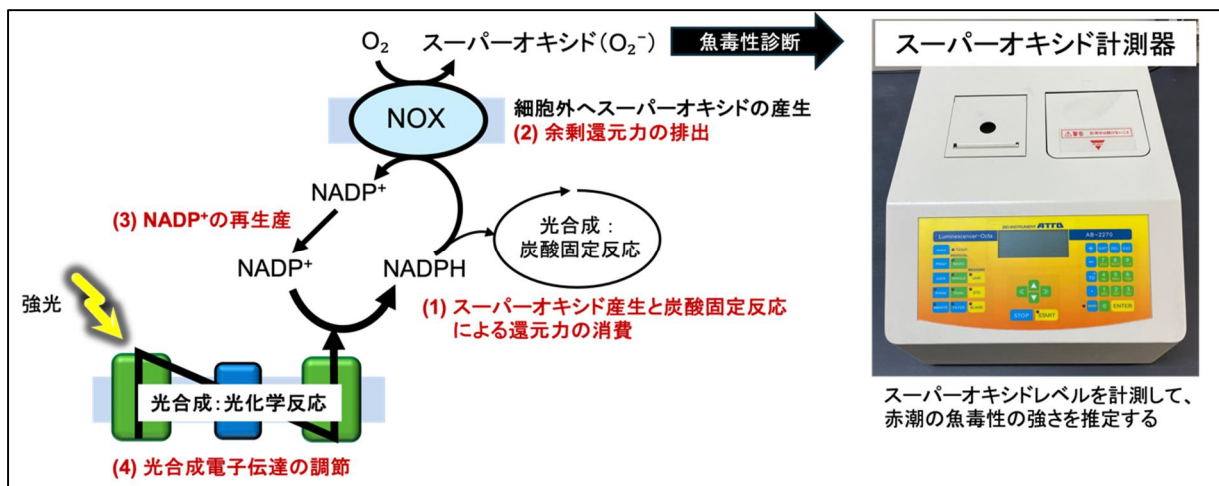 O₂
スーパーオキシド(O₂⁻)
魚毒性診断
スーパーオキシド計測器
NOX
細胞外へスーパーオキシドの産生
(2) 余剰還元力の排出
NADP⁺
(3) NADP⁺の再生産
NADP⁺
NADPH
光合成：
炭酸固定反応
(1) スーパーオキシド産生と炭酸固定反応
による還元力の消費
強光
光合成：光化学反応
(4) 光合成電子伝達の調節
警告
BIO-INSTRUMENT ATTO
Luminescencer-Octa
AB-2270
STOP
START
ENTER
スーパーオキシドレベルを計測して、
赤潮の魚毒性の強さを推定する